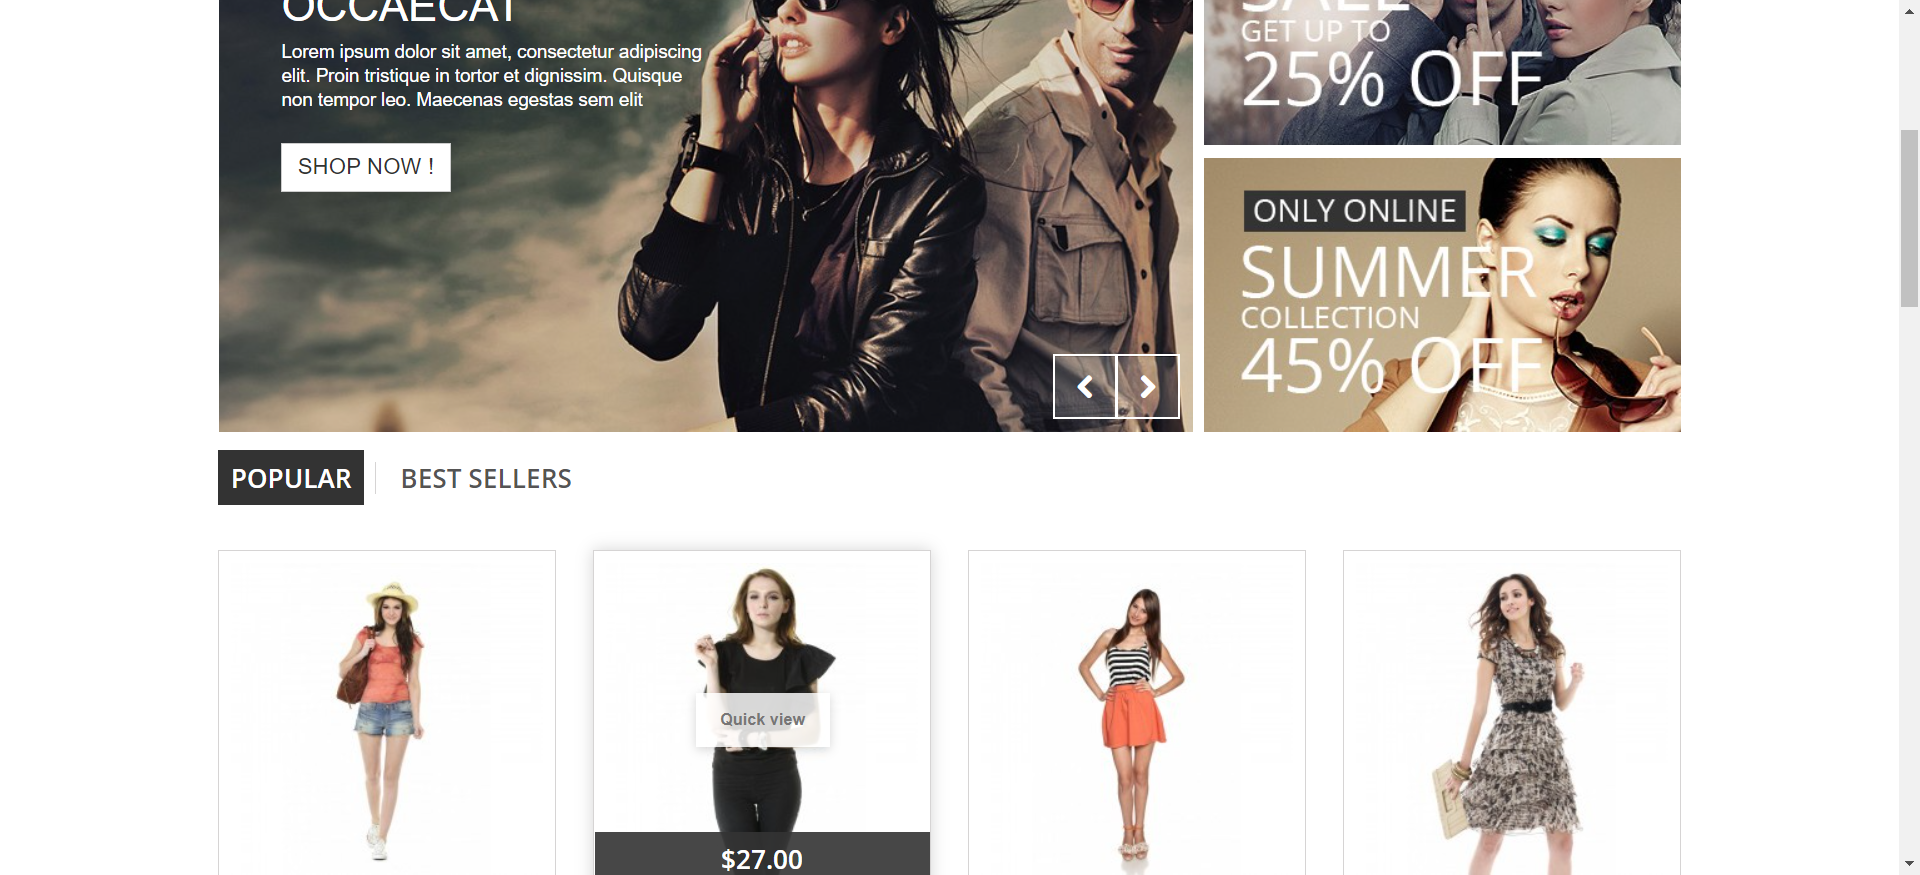 OCCAECAT
Lorem ipsum dolor sit amet, consectetur adipiscing
elit. Proin tristique in tortor et dignissim. Quisque
non tempor leo. Maecenas egestas sem elit
SHOP NOW !
SALE
GET UP TO
25% OFF
ONLY ONLINE
SUMMER
COLLECTION
45% OFF
POPULAR
BEST SELLERS
Quick view
$27.00